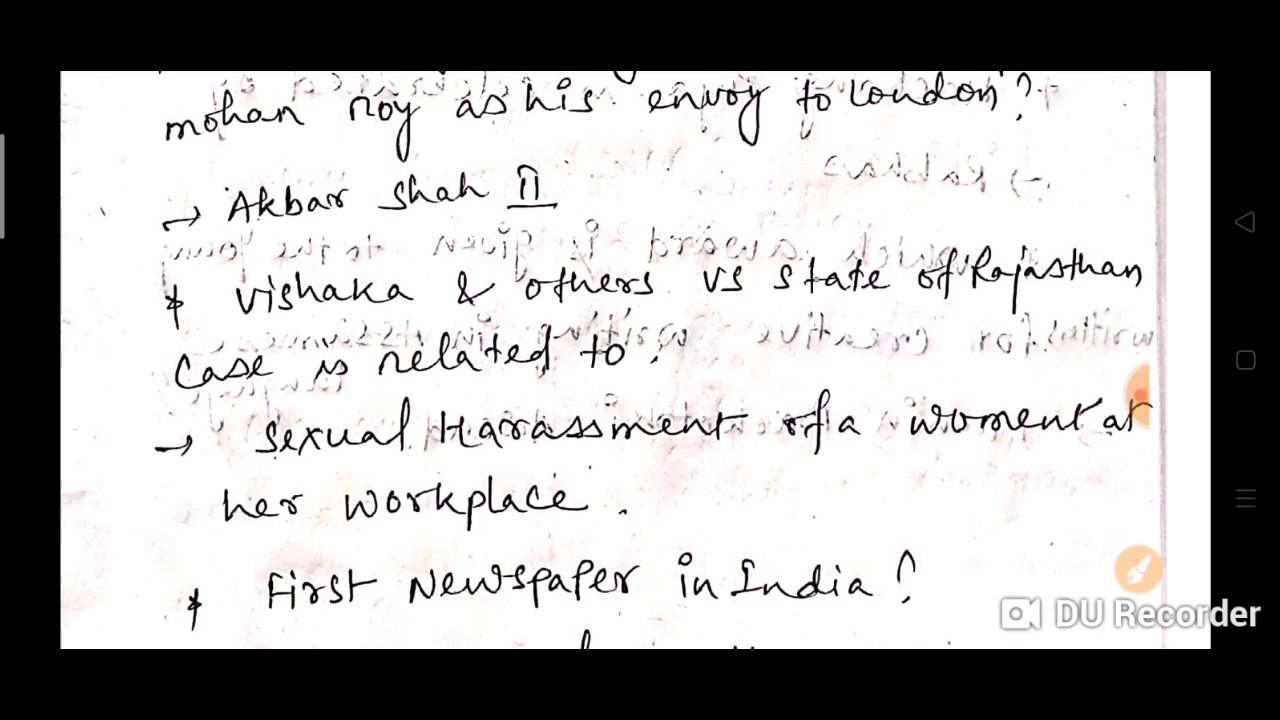 mohan roy as his envoy to London?
→ Akbar Shah II
* Vishaka & others vs state of Rajasthan
case is related to.
→ Sexual Harassment of a woment at
her workplace.
* First Newspaper in India?
DU Recorder